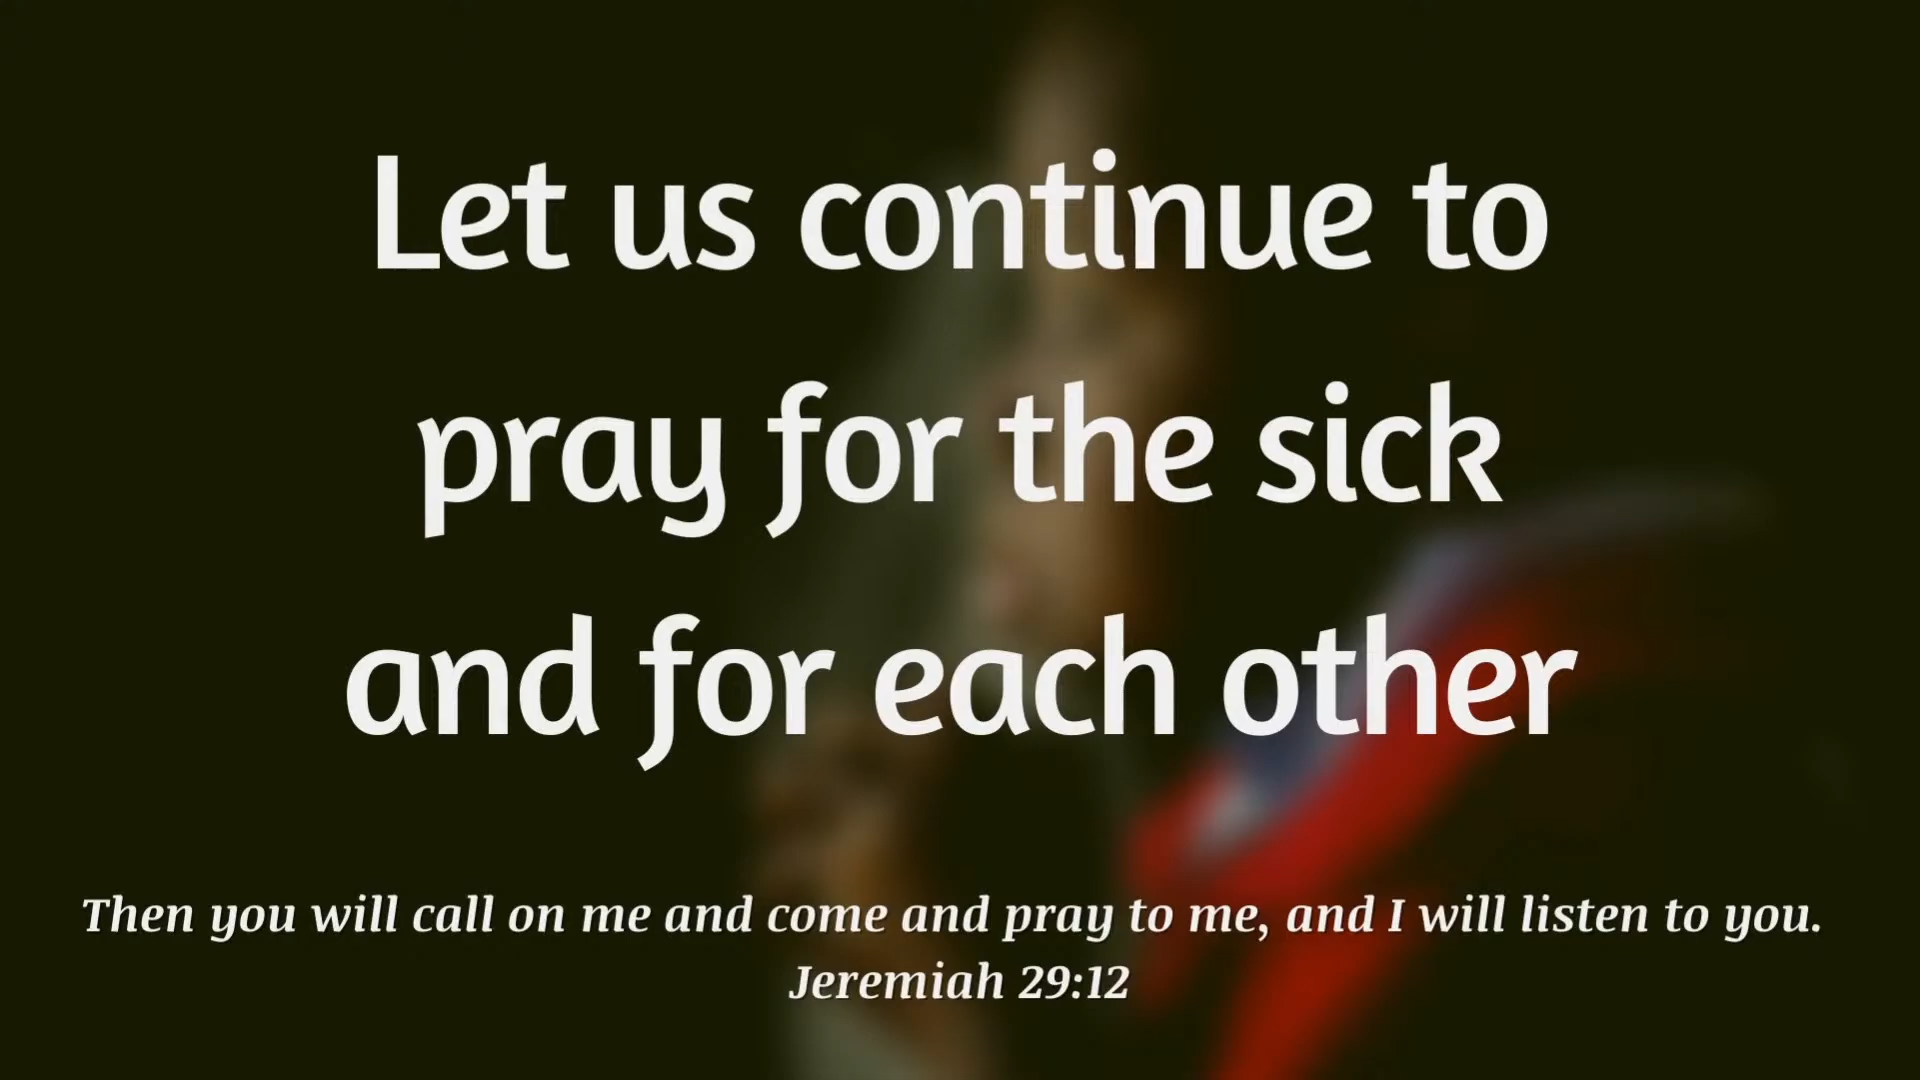 Let us continue to
pray for the sick
and for each other
Then you will call on me and come and pray to me, and I will listen to you.
Jeremiah 29:12